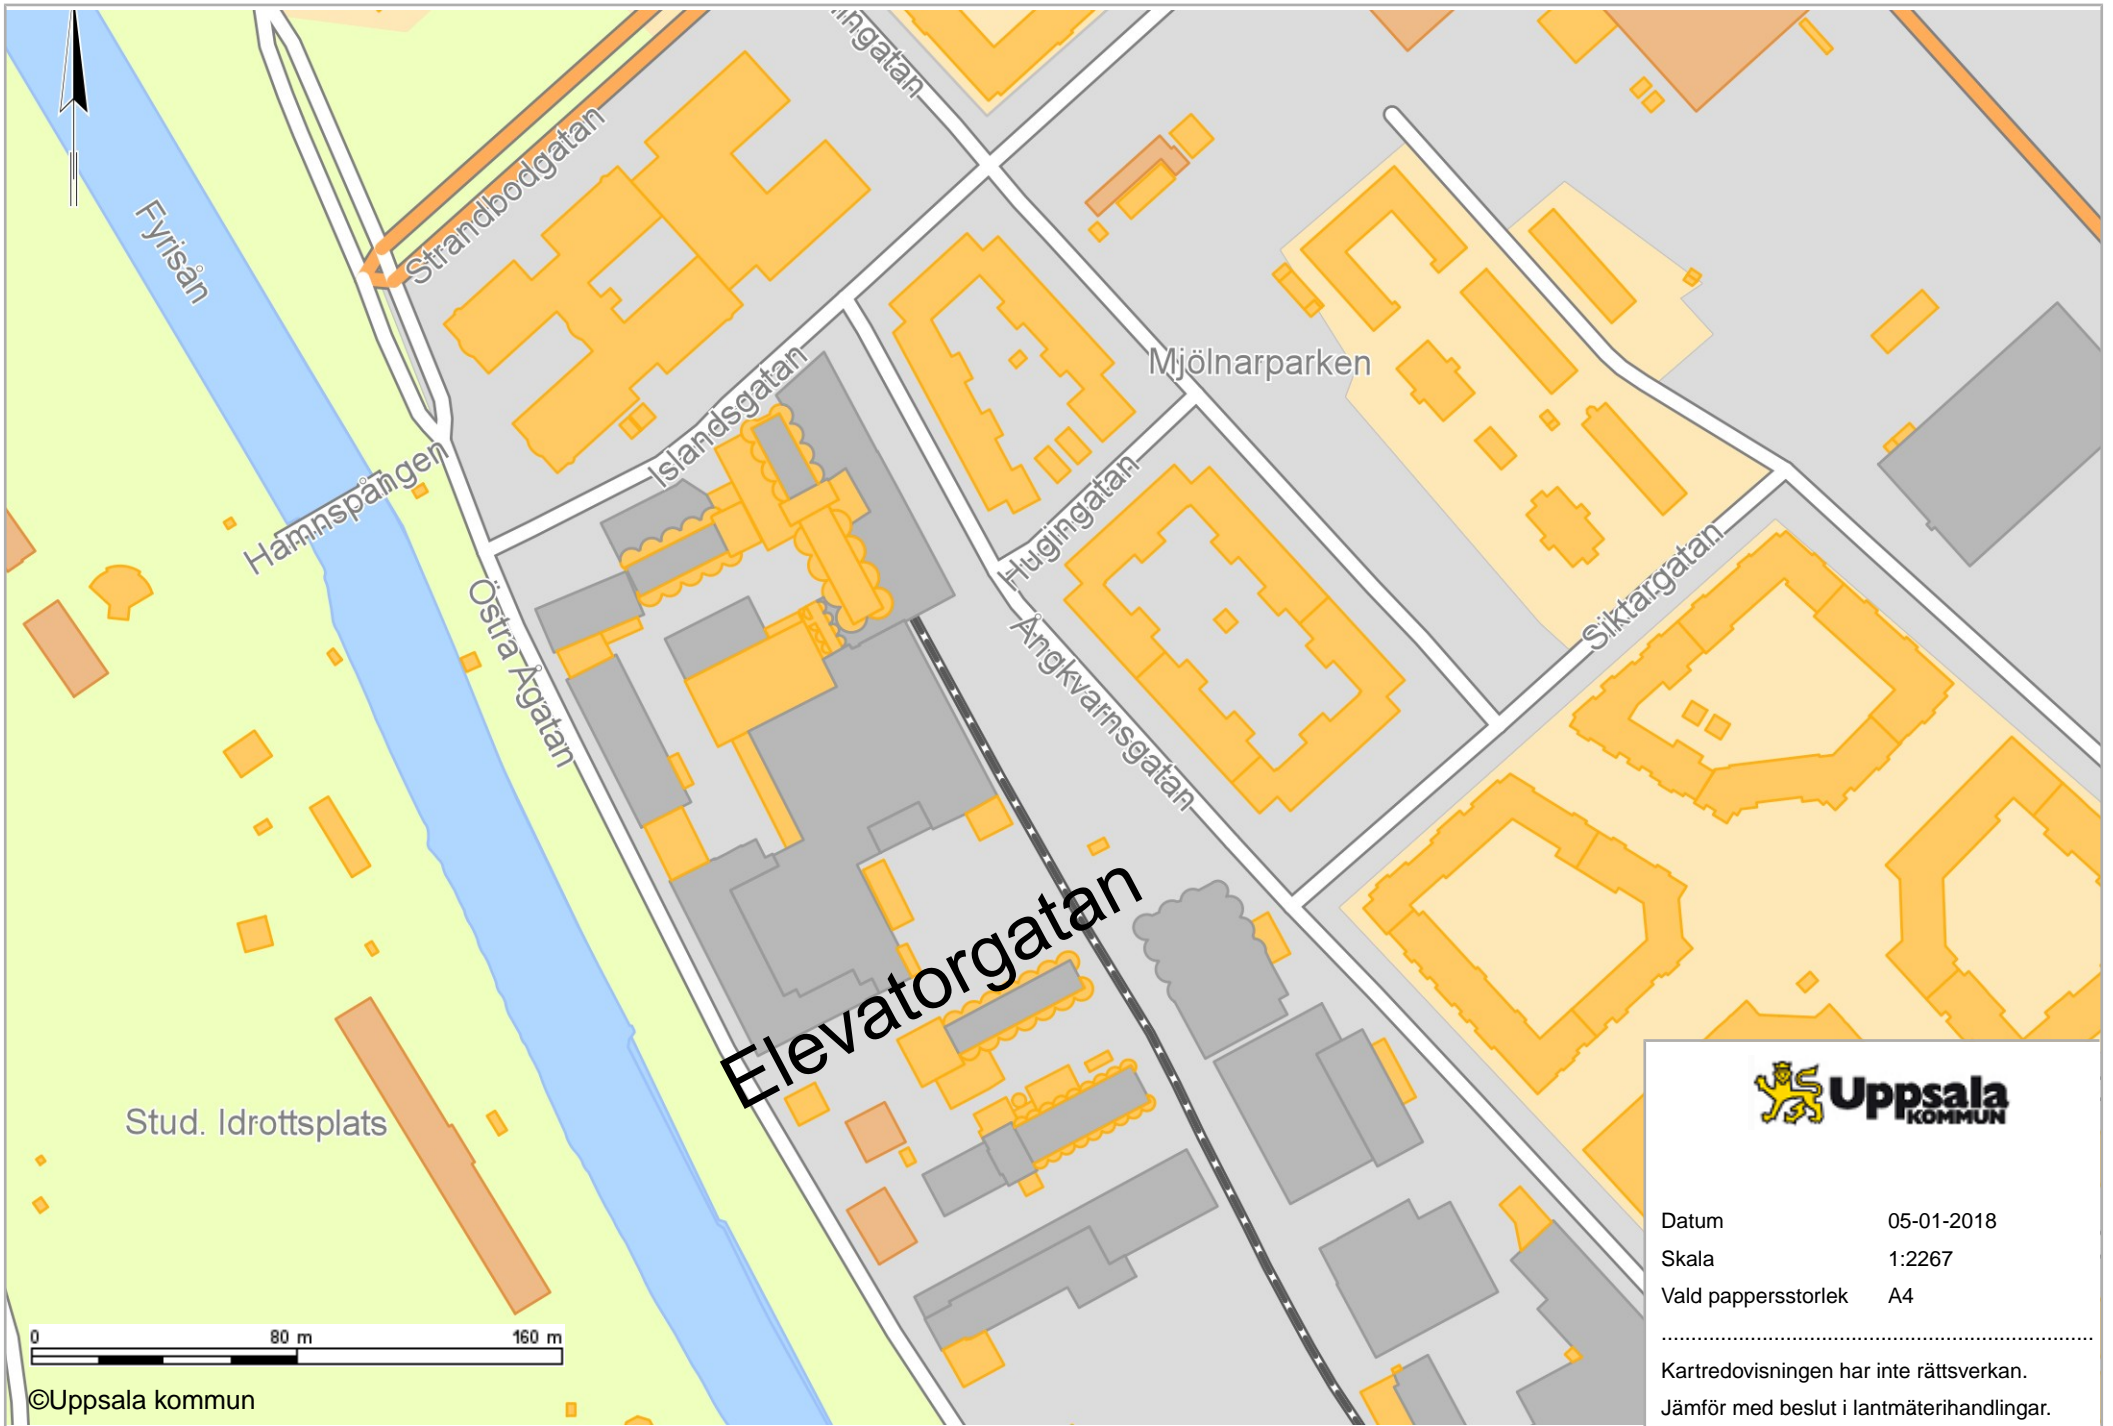 ingatan
Strandbodgatan
Fyrisån
Mjölnarparken
Islandsgatan
Hamnspången
Hugingatan
Siktargatan
Östra Ågatan
Ångkvarnsgatan
Elevatorgatan
Stud. Idrottsplats
Uppsala
KOMMUN
Datum 05-01-2018
Skala 1:2267
Vald pappersstorlek A4
Kartredovisningen har inte rättsverkan.
Jämför med beslut i lantmäterihandlingar.
0 80 m 160 m
©Uppsala kommun